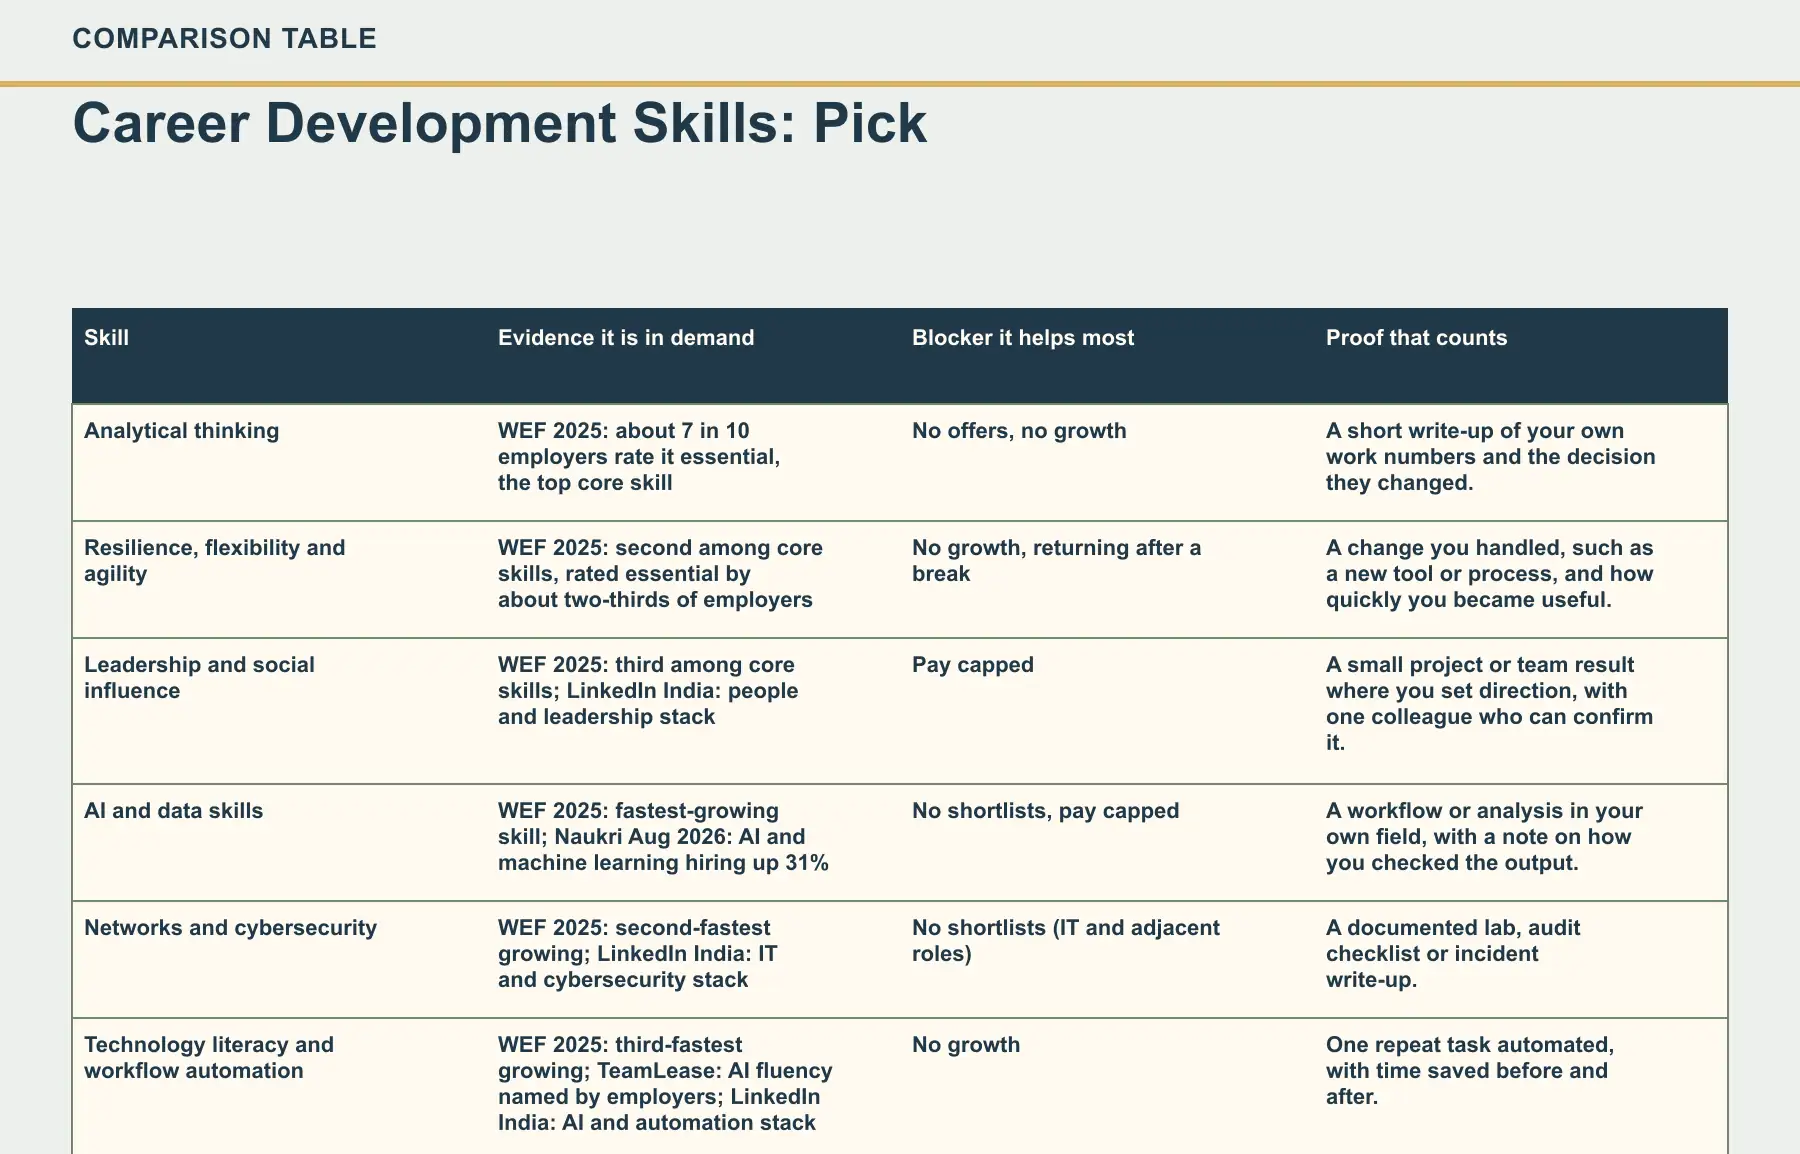 COMPARISON TABLE
Career Development Skills: Pick
Skill
Evidence it is in demand
Blocker it helps most
Proof that counts
Analytical thinking
WEF 2025: about 7 in 10
employers rate it essential,
the top core skill
No offers, no growth
A short write-up of your own
work numbers and the decision
they changed.
Resilience, flexibility and
agility
WEF 2025: second among core
skills, rated essential by
about two-thirds of employers
No growth, returning after a
break
A change you handled, such as
a new tool or process, and how
quickly you became useful.
Leadership and social
influence
WEF 2025: third among core
skills; LinkedIn India: people
and leadership stack
Pay capped
A small project or team result
where you set direction, with
one colleague who can confirm
it.
AI and data skills
WEF 2025: fastest-growing
skill; Naukri Aug 2026: AI and
machine learning hiring up 31%
No shortlists, pay capped
A workflow or analysis in your
own field, with a note on how
you checked the output.
Networks and cybersecurity
WEF 2025: second-fastest
growing; LinkedIn India: IT
and cybersecurity stack
No shortlists (IT and adjacent
roles)
A documented lab, audit
checklist or incident
write-up.
Technology literacy and
workflow automation
WEF 2025: third-fastest
growing; TeamLease: AI fluency
named by employers; LinkedIn
India: AI and automation stack
No growth
One repeat task automated,
with time saved before and
after.